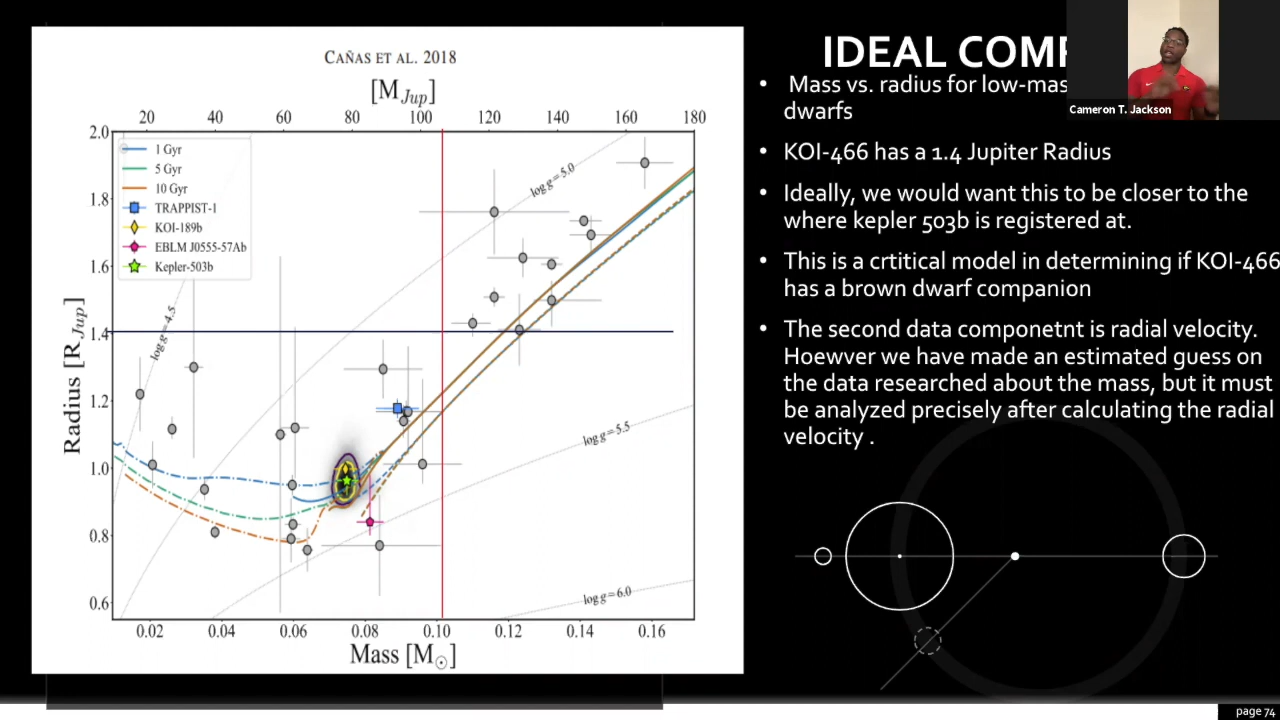 CAÑAS ET AL. 2018
[M_Jup]
20 40 60 80 100 120 140 160 180
2.0
1.8
1.6
1.4
1.2
1.0
0.8
0.6
Radius [R_Jup]
1 Gyr
5 Gyr
10 Gyr
TRAPPIST-1
KOI-189b
EBLM J0555-57Ab
Kepler-503b
log g = 4.5
log g = 5.0
log g = 5.5
log g = 6.0
0.02 0.04 0.06 0.08 0.10 0.12 0.14 0.16
Mass [M☉]
IDEAL COM
Cameron T. Jackson
• Mass vs. radius for low-mas
dwarfs
• KOI-466 has a 1.4 Jupiter Radius
• Ideally, we would want this to be closer to the
where kepler 503b is registered at.
• This is a crtitical model in determining if KOI-466
has a brown dwarf companion
• The second data componetnt is radial velocity.
Hoewver we have made an estimated guess on
the data researched about the mass, but it must
be analyzed precisely after calculating the radial
velocity .
page 74